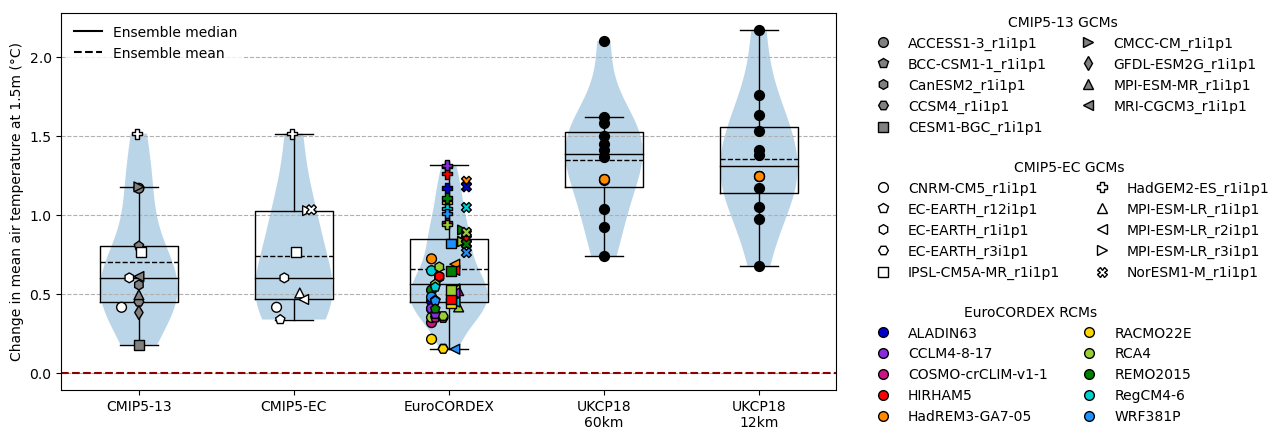 Change in mean air temperature at 1.5m (°C)
Ensemble median
Ensemble mean
2.0
1.5
1.0
0.5
0.0
CMIP5-13
CMIP5-EC
EuroCORDEX
UKCP18
60km
UKCP18
12km
CMIP5-13 GCMs
ACCESS1-3_r1i1p1
BCC-CSM1-1_r1i1p1
CanESM2_r1i1p1
CCSM4_r1i1p1
CESM1-BGC_r1i1p1
CMCC-CM_r1i1p1
GFDL-ESM2G_r1i1p1
MPI-ESM-MR_r1i1p1
MRI-CGCM3_r1i1p1
CMIP5-EC GCMs
CNRM-CM5_r1i1p1
EC-EARTH_r12i1p1
EC-EARTH_r1i1p1
EC-EARTH_r3i1p1
IPSL-CM5A-MR_r1i1p1
HadGEM2-ES_r1i1p1
MPI-ESM-LR_r1i1p1
MPI-ESM-LR_r2i1p1
MPI-ESM-LR_r3i1p1
NorESM1-M_r1i1p1
EuroCORDEX RCMs
ALADIN63
CCLM4-8-17
COSMO-crCLIM-v1-1
HIRHAM5
HadREM3-GA7-05
RACMO22E
RCA4
REMO2015
RegCM4-6
WRF381P